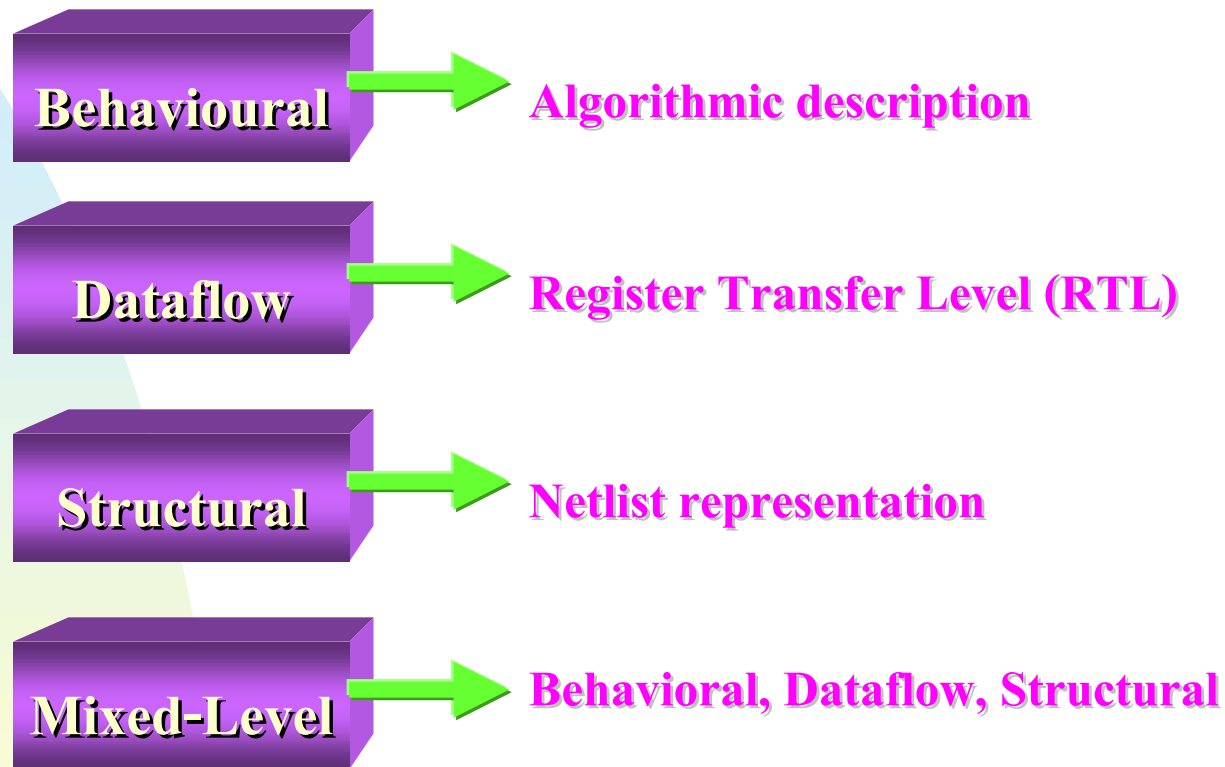 Behavioural
Algorithmic description
Dataflow
Register Transfer Level (RTL)
Structural
Netlist representation
Mixed-Level
Behavioral, Dataflow, Structural